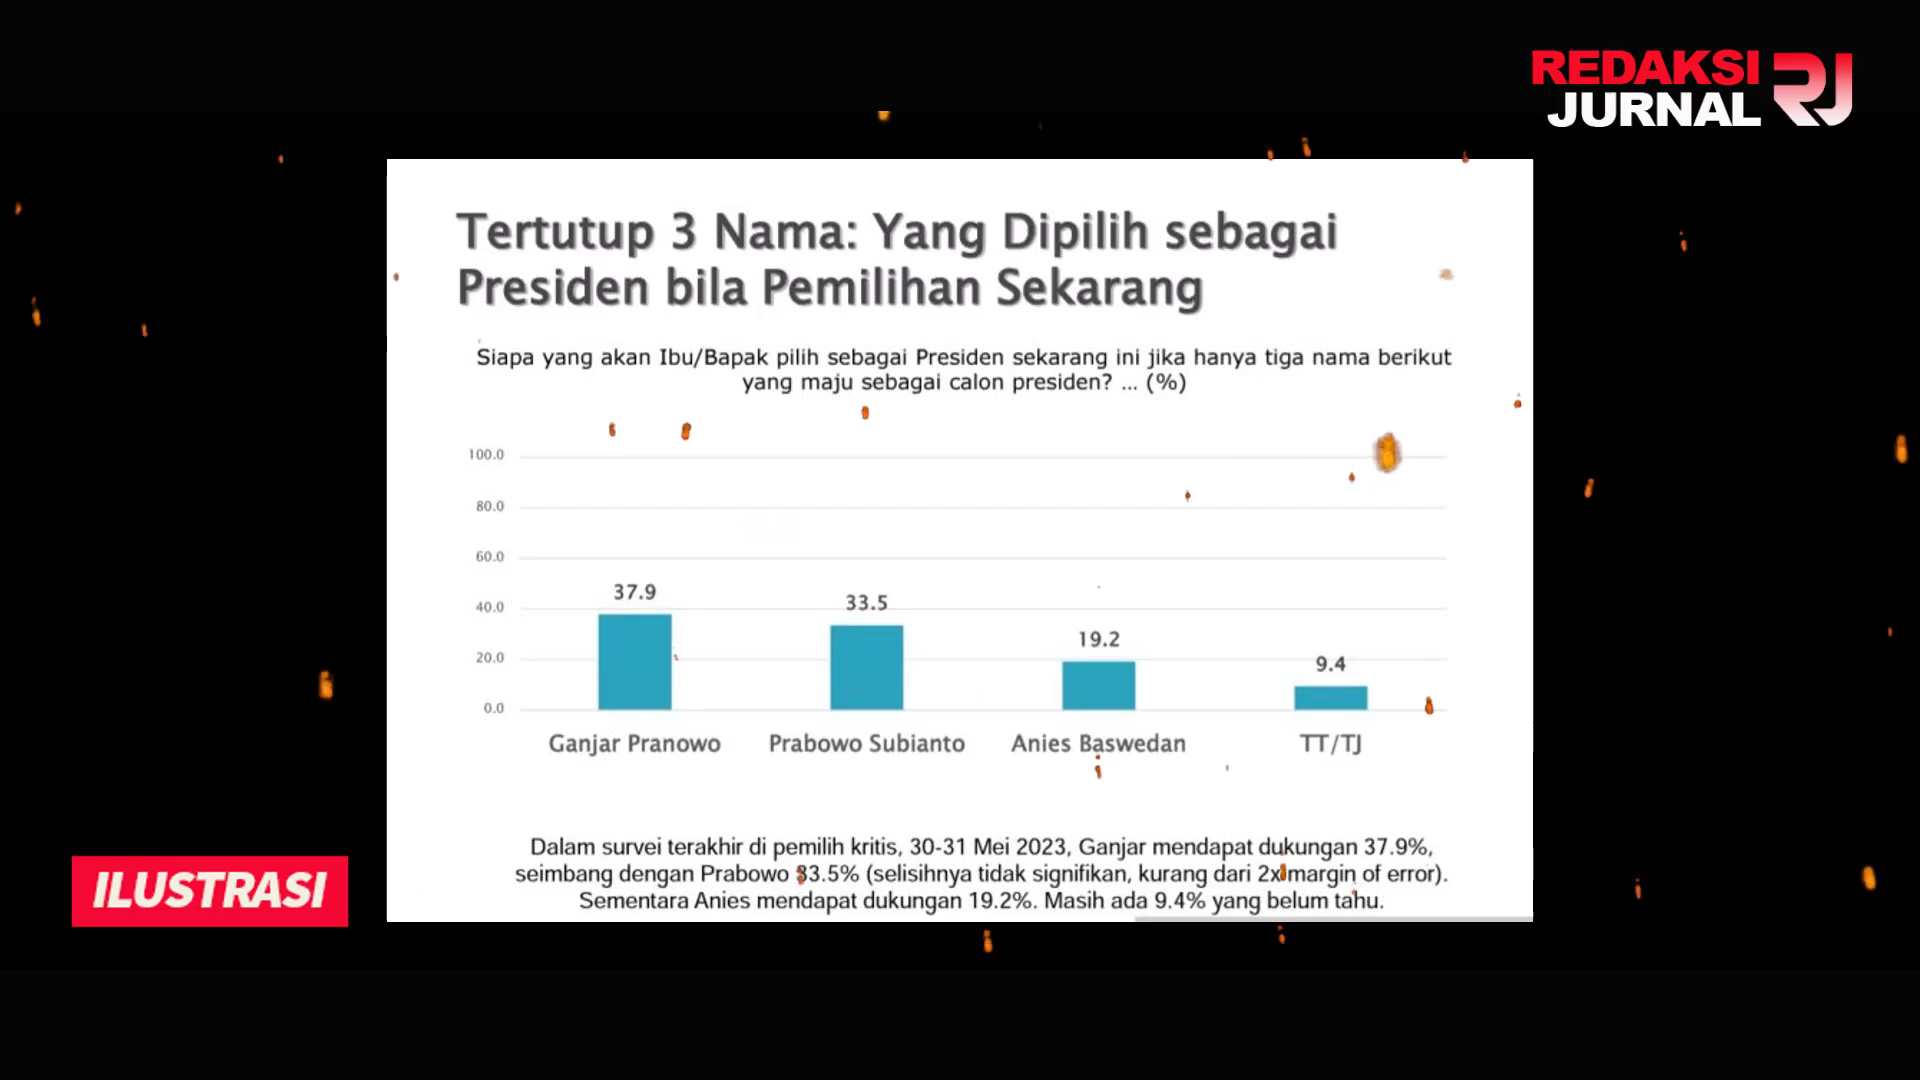 REDAKSI
JURNAL RJ
Tertutup 3 Nama: Yang Dipilih sebagai
Presiden bila Pemilihan Sekarang
Siapa yang akan Ibu/Bapak pilih sebagai Presiden sekarang ini jika hanya tiga nama berikut
yang maju sebagai calon presiden? ... (%)
100.0
80.0
60.0
40.0
20.0
0.0
37.9
33.5
19.2
9.4
Ganjar Pranowo
Prabowo Subianto
Anies Baswedan
TT/TJ
Dalam survei terakhir di pemilih kritis, 30-31 Mei 2023, Ganjar mendapat dukungan 37.9%,
seimbang dengan Prabowo 33.5% (selisihnya tidak signifikan, kurang dari 2x margin of error).
Sementara Anies mendapat dukungan 19.2%. Masih ada 9.4% yang belum tahu.
ILUSTRASI